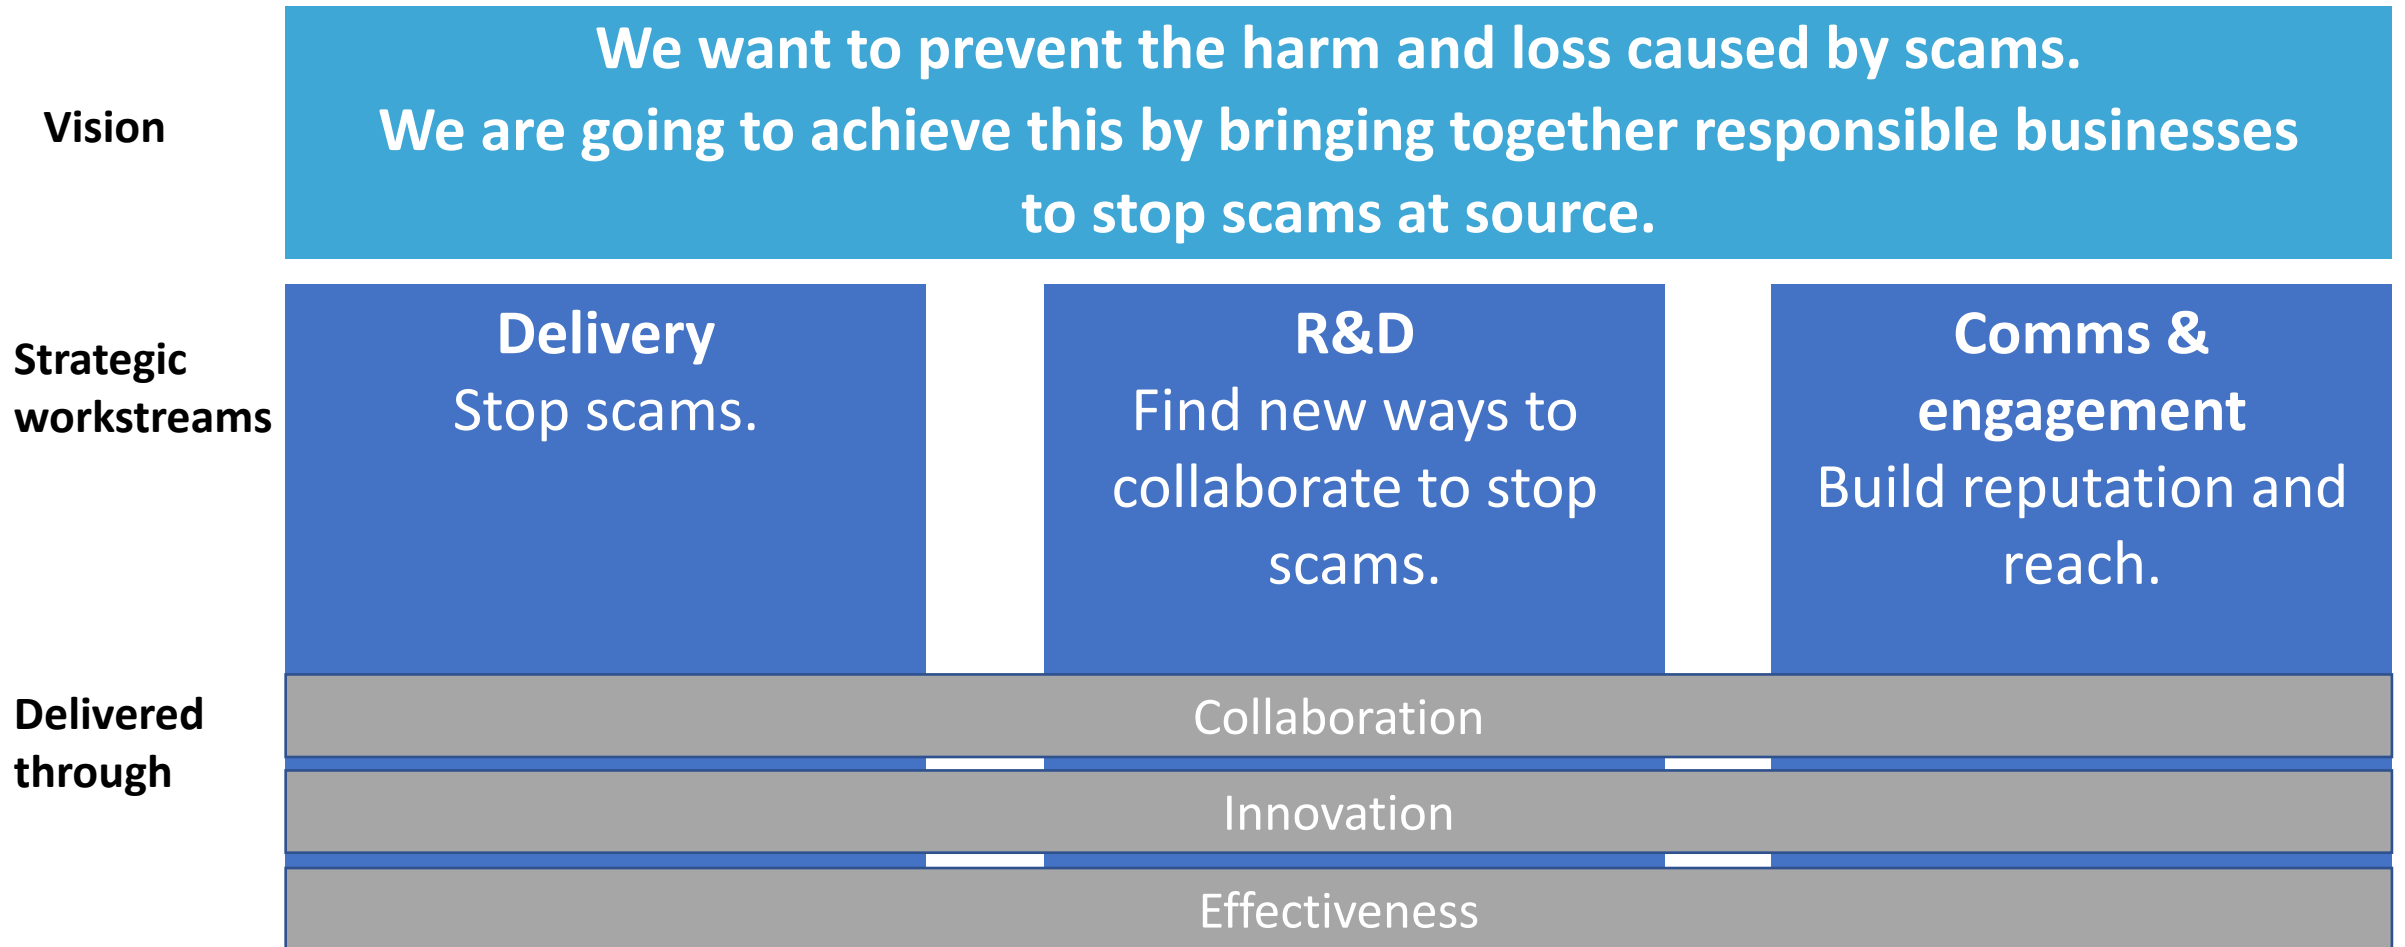 Vision
We want to prevent the harm and loss caused by scams.
We are going to achieve this by bringing together responsible businesses
to stop scams at source.
Strategic
workstreams
Delivery
Stop scams.
R&D
Find new ways to
collaborate to stop
scams.
Comms &
engagement
Build reputation and
reach.
Delivered
through
Collaboration
Innovation
Effectiveness